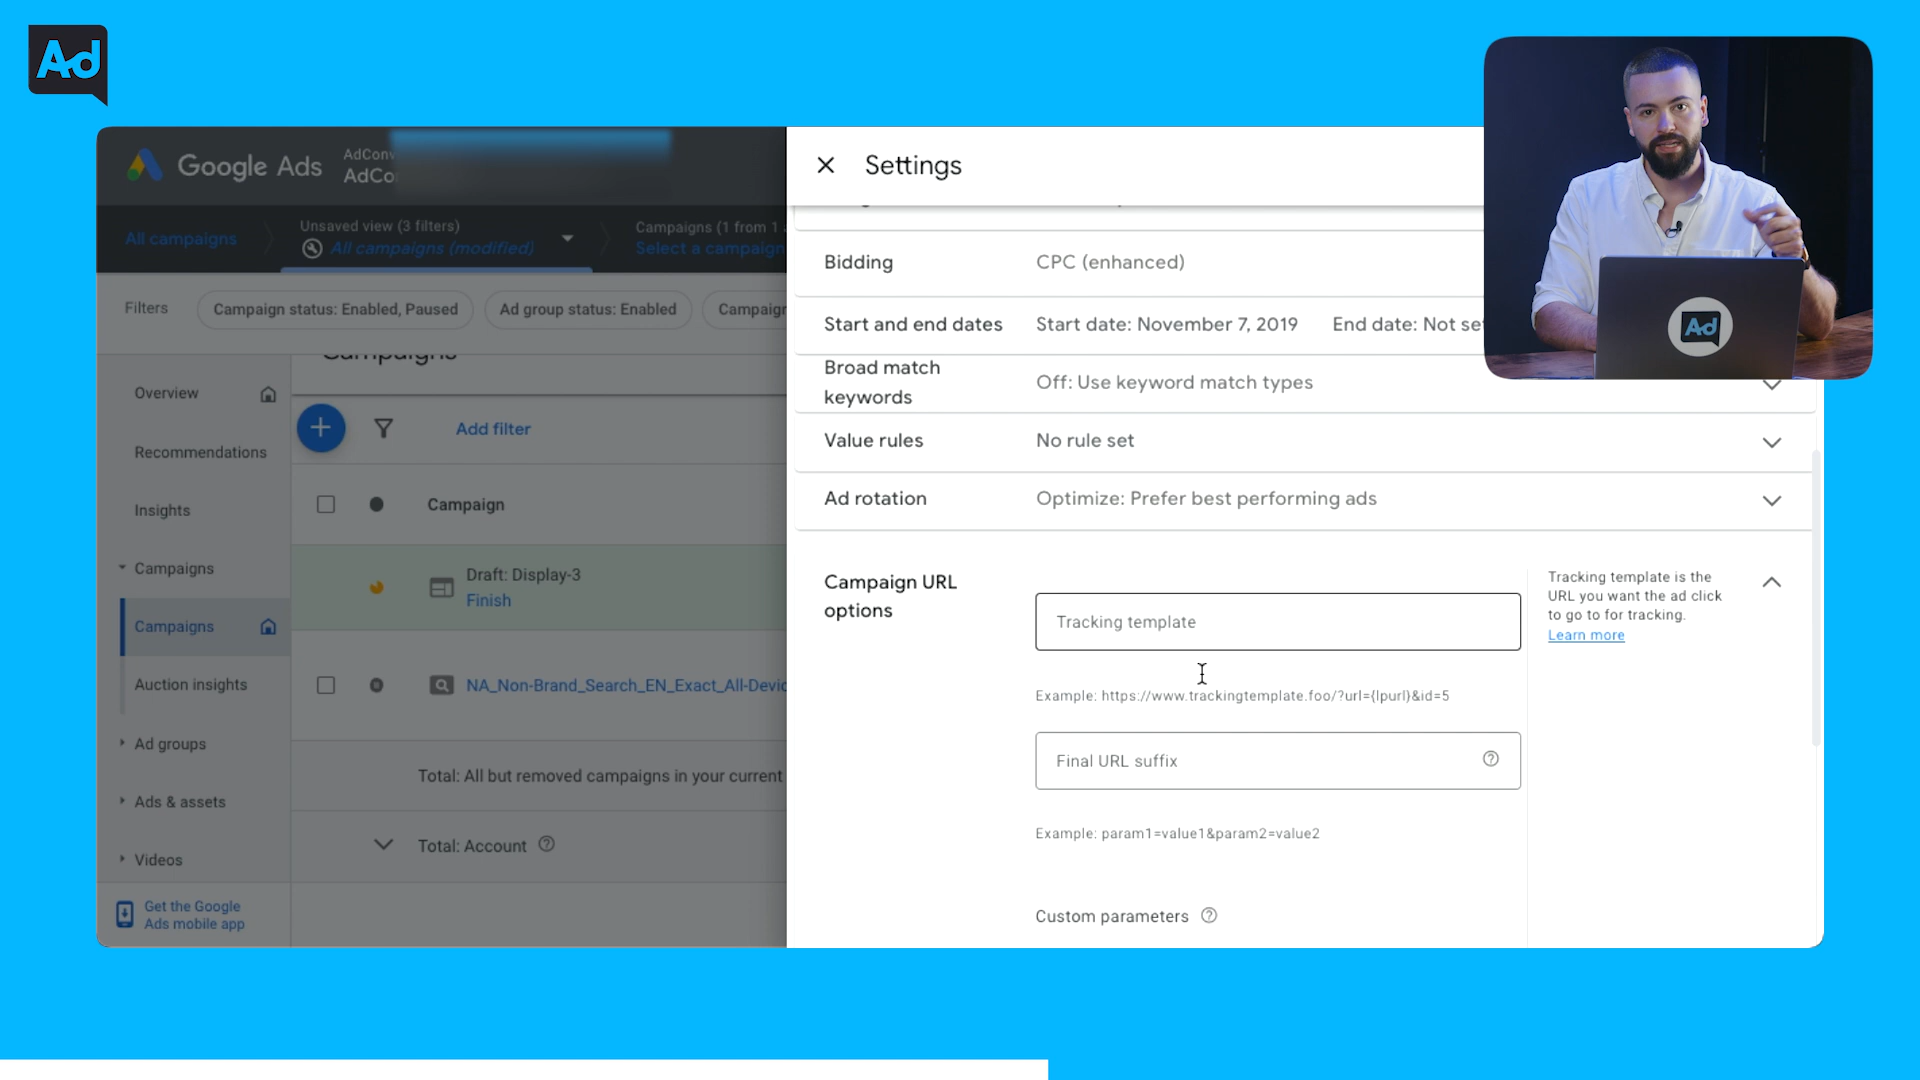 Ad
Google Ads
AdConv
AdCo
All campaigns
Unsaved view (3 filters)
All campaigns (modified)
Campaigns (1 from 1
Select a campaign
Filters
Campaign status: Enabled, Paused
Ad group status: Enabled
Campaign
Overview
Recommendations
Insights
Campaigns
Campaigns
Auction insights
Ad groups
Ads & assets
Videos
Get the Google
Ads mobile app
Campaigns
Add filter
Campaign
Draft: Display-3
Finish
NA_Non-Brand_Search_EN_Exact_All-Devic
Total: All but removed campaigns in your current
Total: Account
Settings
Bidding
CPC (enhanced)
Start and end dates
Start date: November 7, 2019
End date: Not set
Broad match
keywords
Off: Use keyword match types
Value rules
No rule set
Ad rotation
Optimize: Prefer best performing ads
Campaign URL
options
Tracking template
Example: https://www.trackingtemplate.foo/?url={lpurl}&id=5
Final URL suffix
Example: param1=value1&param2=value2
Custom parameters
Tracking template is the
URL you want the ad click
to go to for tracking.
Learn more
Ad